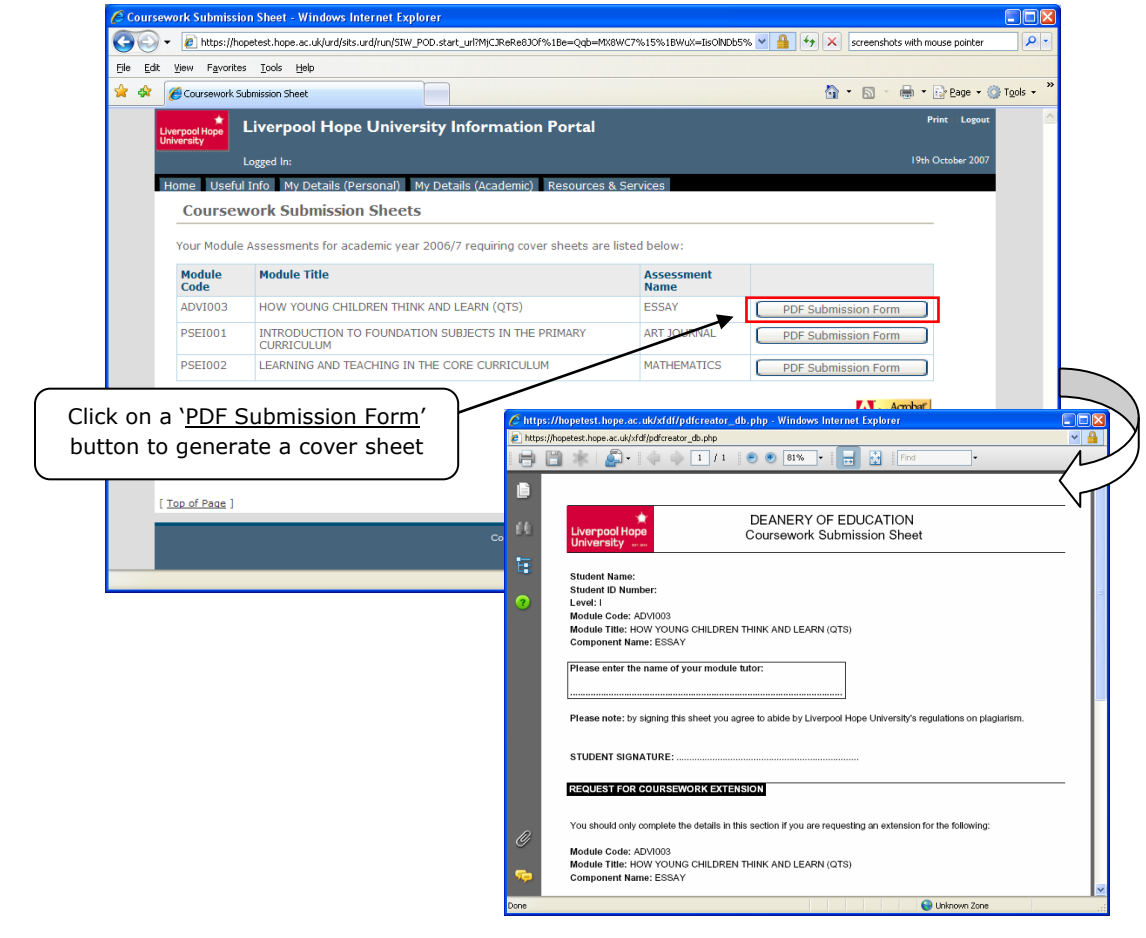 Coursework Submission Sheet - Windows Internet Explorer
https://hopetest.hope.ac.uk/urd/sits.urd/run/SIW_POD.start_url?MjCJReRe8JOf%1Be=Qqb=MX8WC7%15%1BWuX=IisOlNDb5%
screenshots with mouse pointer
File Edit View Favorites Tools Help
Coursework Submission Sheet
Page Tools
Liverpool Hope University
Liverpool Hope University Information Portal
Print Logout
Logged In:
19th October 2007
Home Useful Info My Details (Personal) My Details (Academic) Resources & Services
Coursework Submission Sheets
Your Module Assessments for academic year 2006/7 requiring cover sheets are listed below:
Module Code Module Title Assessment Name
ADVI003 HOW YOUNG CHILDREN THINK AND LEARN (QTS) ESSAY PDF Submission Form
PSEI001 INTRODUCTION TO FOUNDATION SUBJECTS IN THE PRIMARY CURRICULUM ART JOURNAL PDF Submission Form
PSEI002 LEARNING AND TEACHING IN THE CORE CURRICULUM MATHEMATICS PDF Submission Form
Acrobat
Click on a ‘PDF Submission Form’
button to generate a cover sheet
[ Top of Page ]
Co
https://hopetest.hope.ac.uk/xfdf/pdfcreator_db.php - Windows Internet Explorer
https://hopetest.hope.ac.uk/xfdf/pdfcreator_db.php
1 / 1 81% Find
Liverpool Hope
University
DEANERY OF EDUCATION
Coursework Submission Sheet
Student Name:
Student ID Number:
Level: I
Module Code: ADVI003
Module Title: HOW YOUNG CHILDREN THINK AND LEARN (QTS)
Component Name: ESSAY
Please enter the name of your module tutor:
Please note: by signing this sheet you agree to abide by Liverpool Hope University's regulations on plagiarism.
STUDENT SIGNATURE: ........................................................................
REQUEST FOR COURSEWORK EXTENSION
You should only complete the details in this section if you are requesting an extension for the following:
Module Code: ADVI003
Module Title: HOW YOUNG CHILDREN THINK AND LEARN (QTS)
Component Name: ESSAY
Done
Unknown Zone